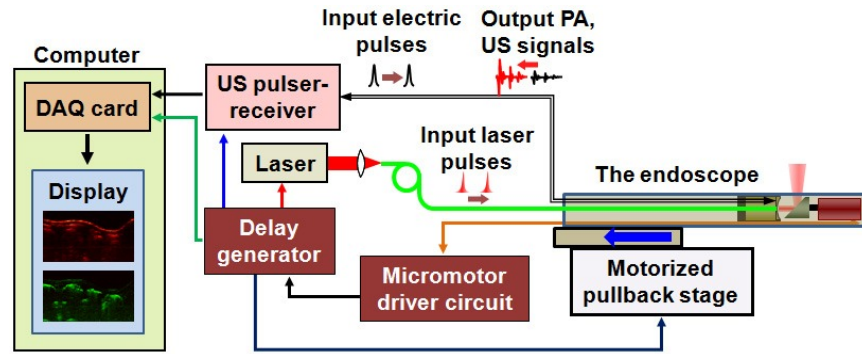 Computer
DAQ card
Display
US pulser-
receiver
Input electric
pulses
Output PA,
US signals
Laser
Input laser
pulses
The endoscope
Delay
generator
Micromotor
driver circuit
Motorized
pullback stage